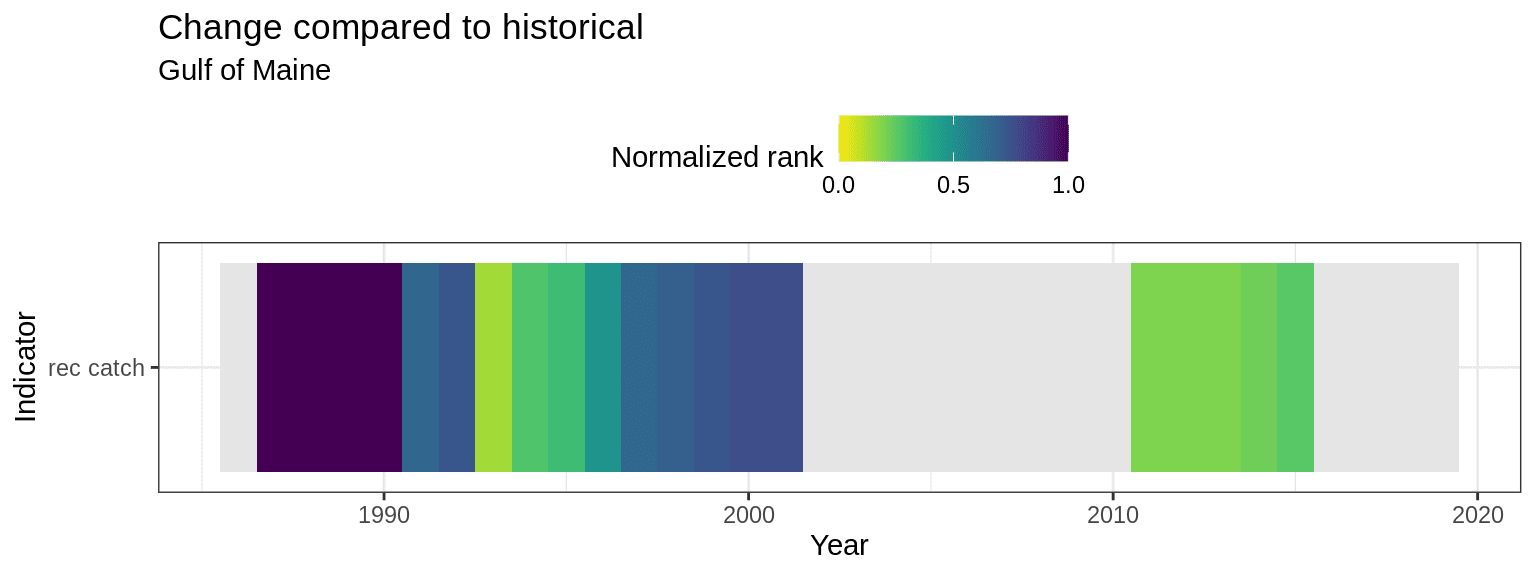 Change compared to historical
Gulf of Maine
Normalized rank
0.0 0.5 1.0
Indicator
rec catch
1990 2000 2010 2020
Year